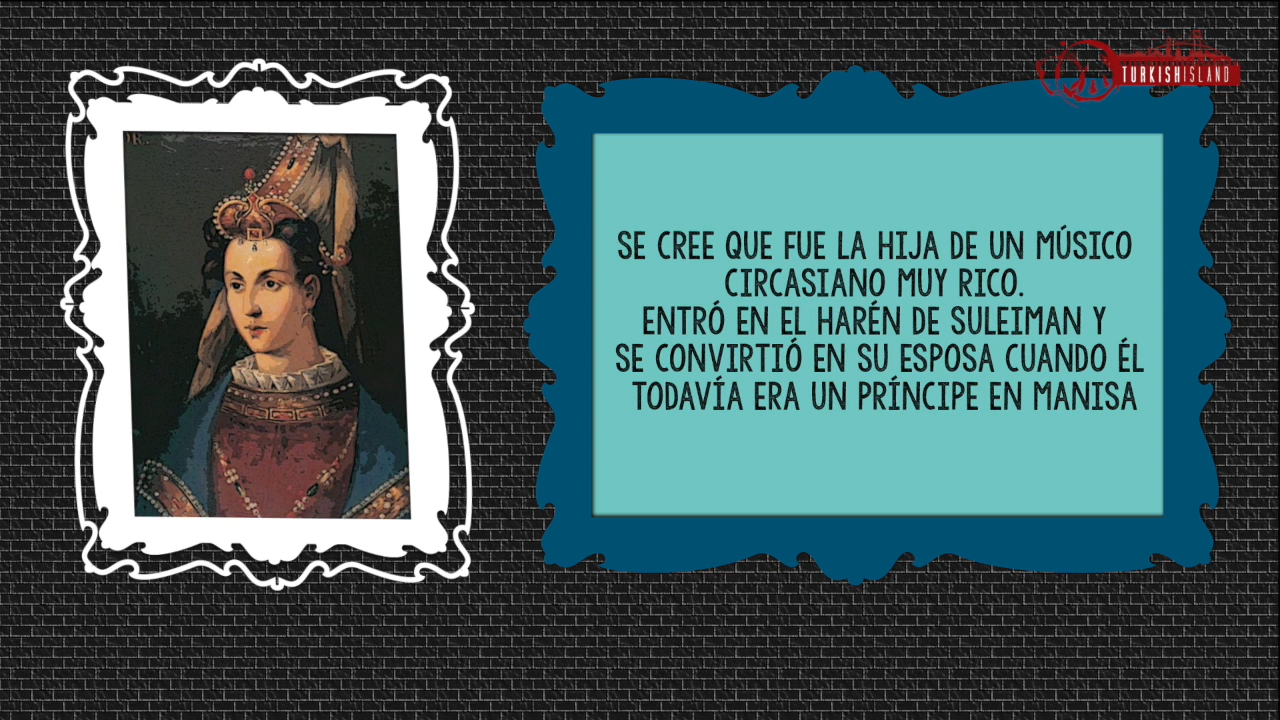 TURKISHISLAND
SE CREE QUE FUE LA HIJA DE UN MÚSICO
CIRCASIANO MUY RICO.
ENTRÓ EN EL HARÉN DE SULEIMAN Y
SE CONVIRTIÓ EN SU ESPOSA CUANDO ÉL
TODAVÍA ERA UN PRÍNCIPE EN MANISA